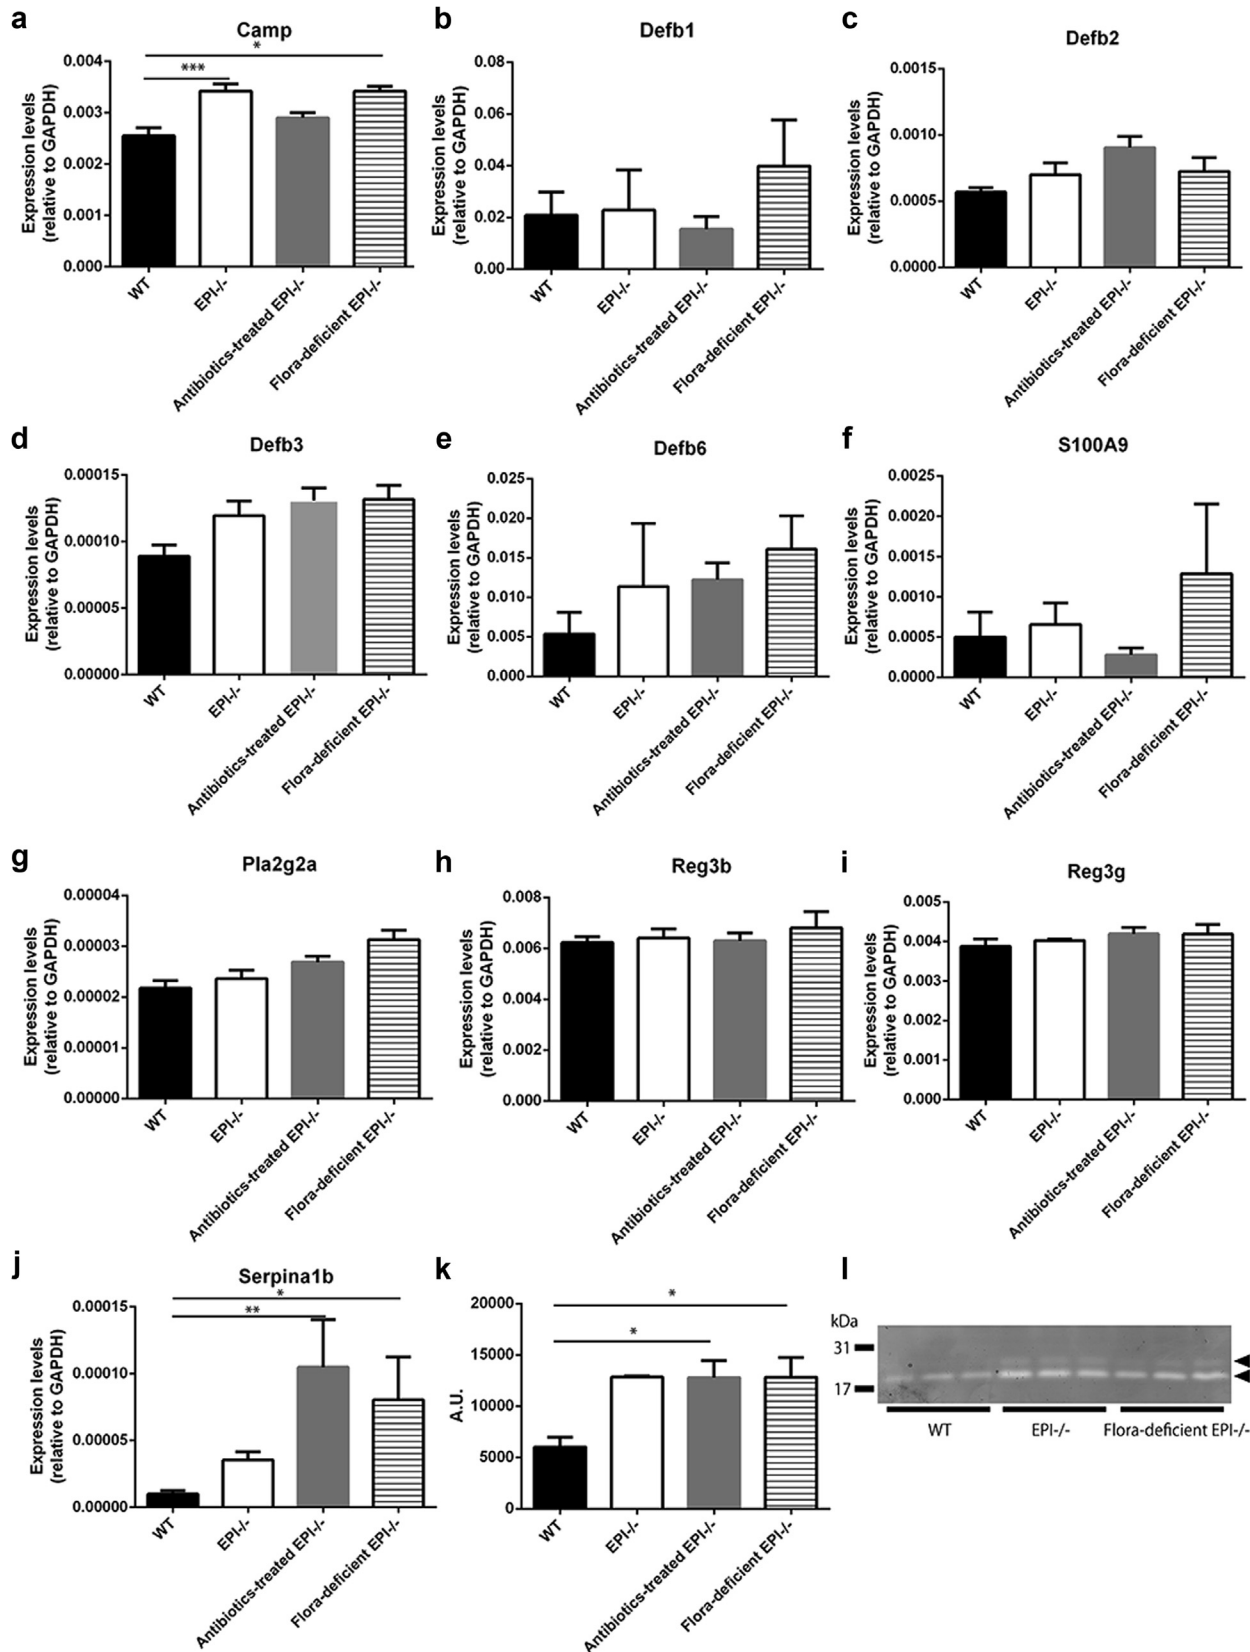 a
Camp
*
***
Expression levels
(relative to GAPDH)
0.004
0.003
0.002
0.001
0.000
WT
EPI-/-
Antibiotics-treated EPI-/-
Flora-deficient EPI-/-
b
Defb1
Expression levels
(relative to GAPDH)
0.08
0.06
0.04
0.02
0.00
WT
EPI-/-
Antibiotics-treated EPI-/-
Flora-deficient EPI-/-
c
Defb2
Expression levels
(relative to GAPDH)
0.0015
0.0010
0.0005
0.0000
WT
EPI-/-
Antibiotics-treated EPI-/-
Flora-deficient EPI-/-
d
Defb3
Expression levels
(relative to GAPDH)
0.00015
0.00010
0.00005
0.00000
WT
EPI-/-
Antibiotics-treated EPI-/-
Flora-deficient EPI-/-
e
Defb6
Expression levels
(relative to GAPDH)
0.025
0.020
0.015
0.010
0.005
0.000
WT
EPI-/-
Antibiotics-treated EPI-/-
Flora-deficient EPI-/-
f
S100A9
Expression levels
(relative to GAPDH)
0.0025
0.0020
0.0015
0.0010
0.0005
0.0000
WT
EPI-/-
Antibiotics-treated EPI-/-
Flora-deficient EPI-/-
g
Pla2g2a
Expression levels
(relative to GAPDH)
0.00004
0.00003
0.00002
0.00001
0.00000
WT
EPI-/-
Antibiotics-treated EPI-/-
Flora-deficient EPI-/-
h
Reg3b
Expression levels
(relative to GAPDH)
0.008
0.006
0.004
0.002
0.000
WT
EPI-/-
Antibiotics-treated EPI-/-
Flora-deficient EPI-/-
i
Reg3g
Expression levels
(relative to GAPDH)
0.005
0.004
0.003
0.002
0.001
0.000
WT
EPI-/-
Antibiotics-treated EPI-/-
Flora-deficient EPI-/-
j
Serpina1b
*
**
Expression levels
(relative to GAPDH)
0.00015
0.00010
0.00005
0.00000
WT
EPI-/-
Antibiotics-treated EPI-/-
Flora-deficient EPI-/-
k
*
*
A.U.
20000
15000
10000
5000
0
WT
EPI-/-
Antibiotics-treated EPI-/-
Flora-deficient EPI-/-
l
kDa
31
17
WT
EPI-/-
Flora-deficient EPI-/-